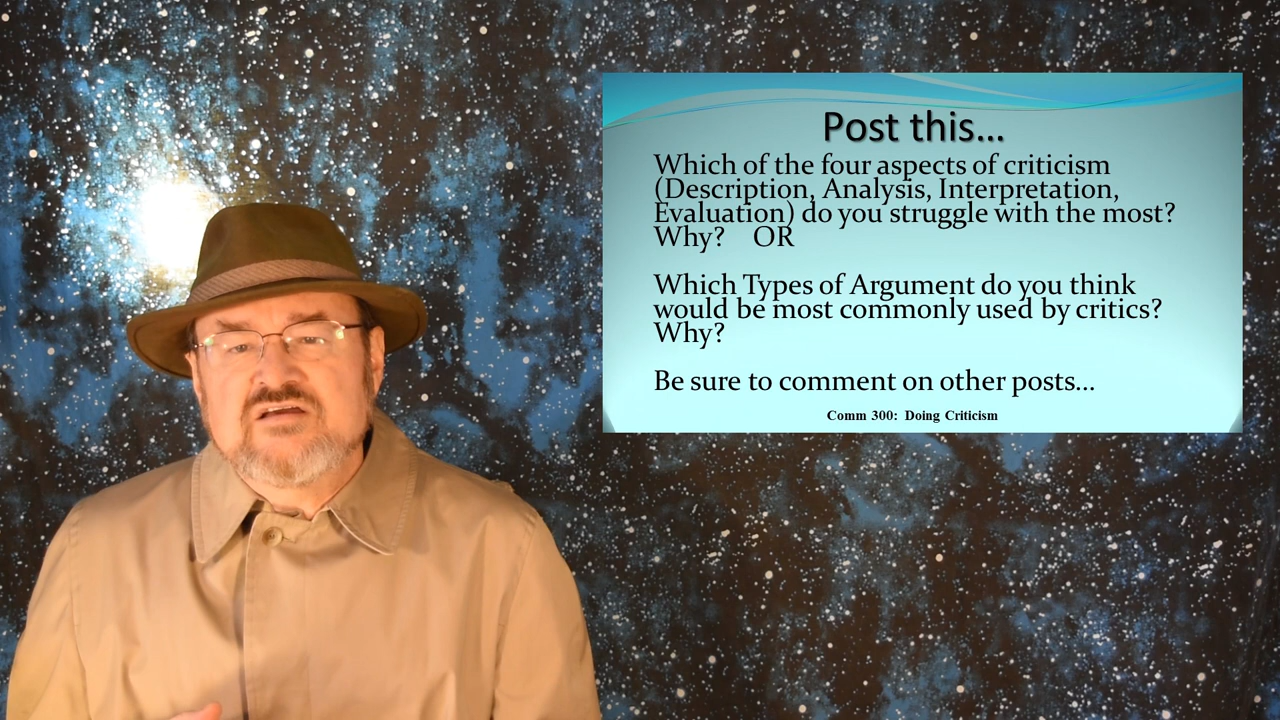 Post this...
Which of the four aspects of criticism
(Description, Analysis, Interpretation,
Evaluation) do you struggle with the most?
Why? OR
Which Types of Argument do you think
would be most commonly used by critics?
Why?
Be sure to comment on other posts...
Comm 300: Doing Criticism